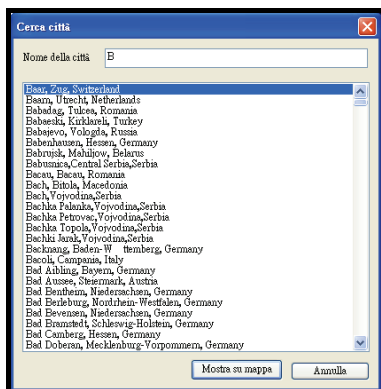 Cerca città
Nome della città B
Baar, Zug, Switzerland
Baarn, Utrecht, Netherlands
Babadag, Tulcea, Romania
Babaeski, Kirklareli, Turkey
Babajevo, Vologda, Russia
Babenhausen, Hessen, Germany
Babrujsk, Mahiljow, Belarus
Babusnica,Central Serbia,Serbia
Bacau, Bacau, Romania
Bach, Bitola, Macedonia
Bach,Vojvodina,Serbia
Bachka Palanka,Vojvodina,Serbia
Bachka Petrovac,Vojvodina,Serbia
Bachka Topola,Vojvodina,Serbia
Bachki Jarak,Vojvodina,Serbia
Backnang, Baden-W ttemberg, Germany
Bacoli, Campania, Italy
Bad Aibling, Bayern, Germany
Bad Aussee, Steiermark, Austria
Bad Bentheim, Niedersachsen, Germany
Bad Berleburg, Nordrhein-Westfalen, Germany
Bad Bevensen, Niedersachsen, Germany
Bad Bramstedt, Schleswig-Holstein, Germany
Bad Camberg, Hessen, Germany
Bad Doberan, Mecklenburg-Vorpommern, Germany
Mostra su mappa Annulla